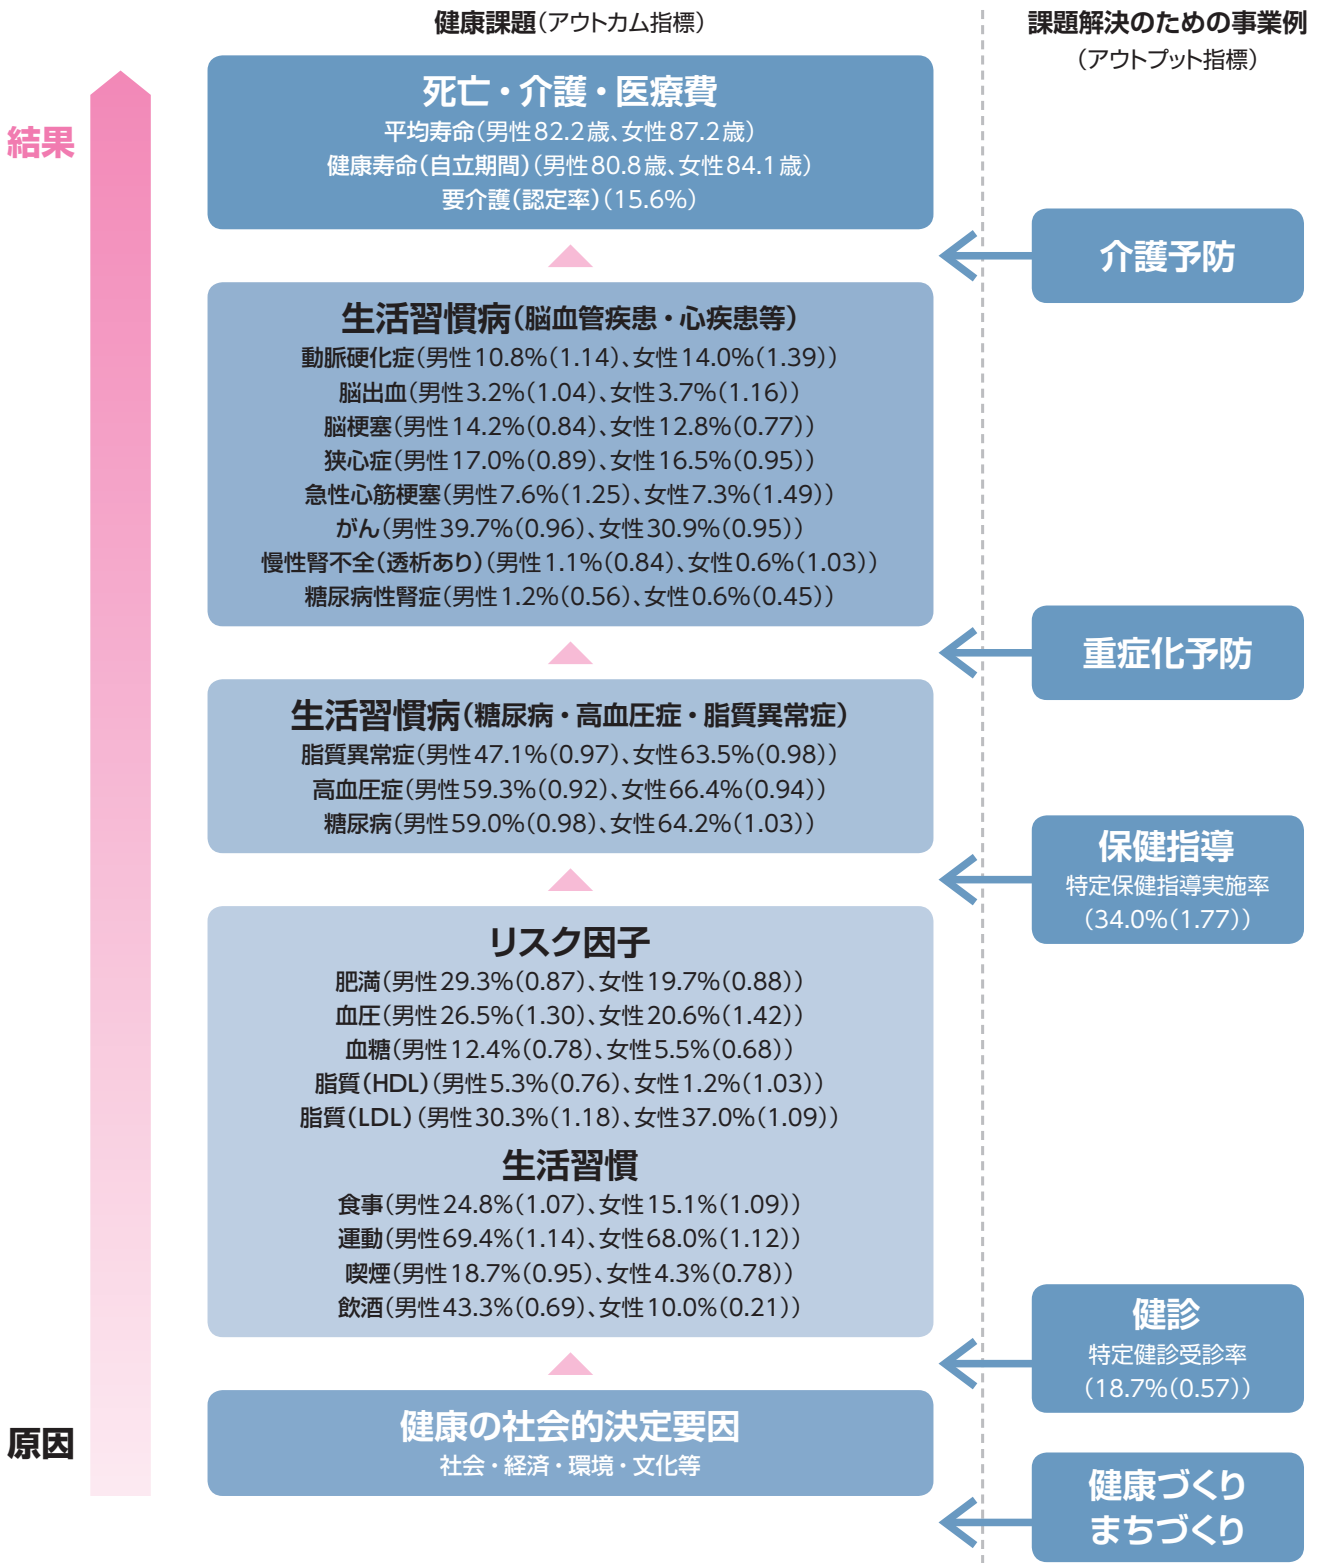 健康課題（アウトカム指標）
結果
死亡・介護・医療費
平均寿命（男性82.2歳、女性87.2歳）
健康寿命（自立期間）（男性80.8歳、女性84.1歳）
要介護（認定率）（15.6%）
生活習慣病（脳血管疾患・心疾患等）
動脈硬化症（男性10.8%（1.14）、女性14.0%（1.39））
脳出血（男性3.2%（1.04）、女性3.7%（1.16））
脳梗塞（男性14.2%（0.84）、女性12.8%（0.77））
狭心症（男性17.0%（0.89）、女性16.5%（0.95））
急性心筋梗塞（男性7.6%（1.25）、女性7.3%（1.49））
がん（男性39.7%（0.96）、女性30.9%（0.95））
慢性腎不全（透析あり）（男性1.1%（0.84）、女性0.6%（1.03））
糖尿病性腎症（男性1.2%（0.56）、女性0.6%（0.45））
生活習慣病（糖尿病・高血圧症・脂質異常症）
脂質異常症（男性47.1%（0.97）、女性63.5%（0.98））
高血圧症（男性59.3%（0.92）、女性66.4%（0.94））
糖尿病（男性59.0%（0.98）、女性64.2%（1.03））
リスク因子
肥満（男性29.3%（0.87）、女性19.7%（0.88））
血圧（男性26.5%（1.30）、女性20.6%（1.42））
血糖（男性12.4%（0.78）、女性5.5%（0.68））
脂質（HDL）（男性5.3%（0.76）、女性1.2%（1.03））
脂質（LDL）（男性30.3%（1.18）、女性37.0%（1.09））
生活習慣
食事（男性24.8%（1.07）、女性15.1%（1.09））
運動（男性69.4%（1.14）、女性68.0%（1.12））
喫煙（男性18.7%（0.95）、女性4.3%（0.78））
飲酒（男性43.3%（0.69）、女性10.0%（0.21））
原因
健康の社会的決定要因
社会・経済・環境・文化等
課題解決のための事業例
（アウトプット指標）
介護予防
重症化予防
保健指導
特定保健指導実施率
（34.0%（1.77））
健診
特定健診受診率
（18.7%（0.57））
健康づくり
まちづくり